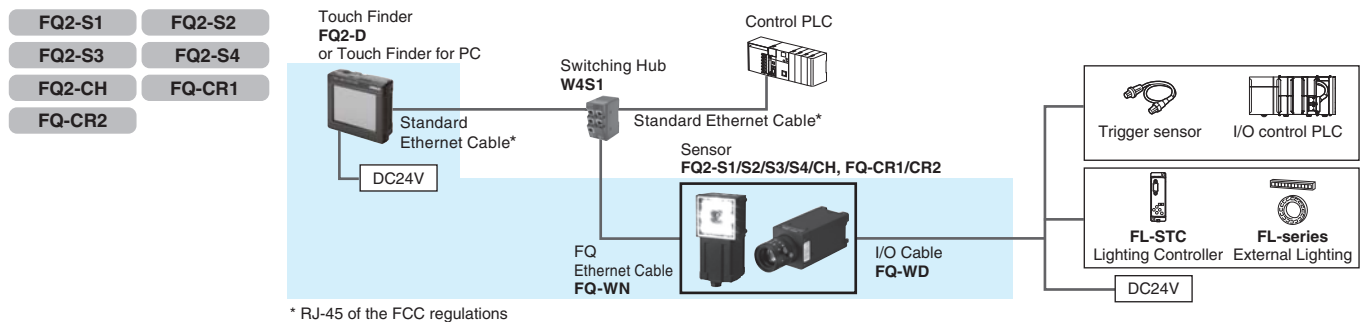 FQ2-S1
FQ2-S2
FQ2-S3
FQ2-S4
FQ2-CH
FQ-CR1
FQ-CR2
Touch Finder
FQ2-D
or Touch Finder for PC
Standard
Ethernet Cable*
DC24V
Switching Hub
W4S1
Control PLC
Standard Ethernet Cable*
Sensor
FQ2-S1/S2/S3/S4/CH, FQ-CR1/CR2
FQ
Ethernet Cable
FQ-WN
I/O Cable
FQ-WD
Trigger sensor
I/O control PLC
FL-STC
Lighting Controller
FL-series
External Lighting
DC24V
* RJ-45 of the FCC regulations